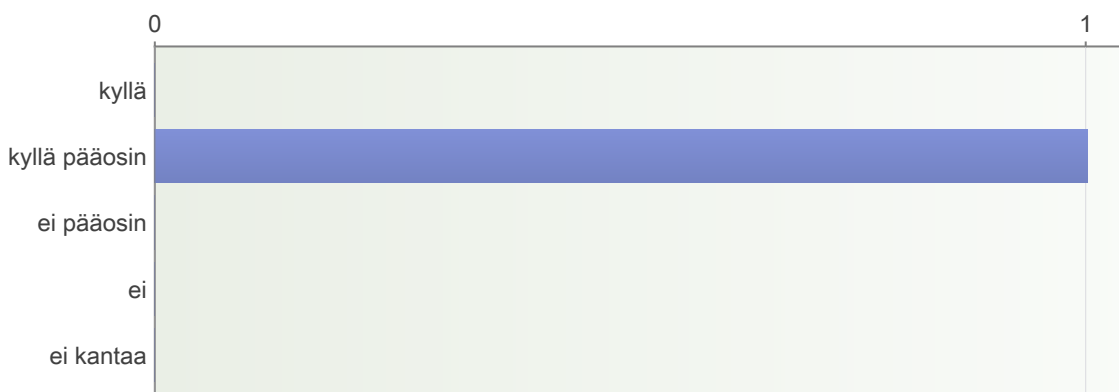 0 1
kyllä
kyllä pääosin
ei pääosin
ei
ei kantaa